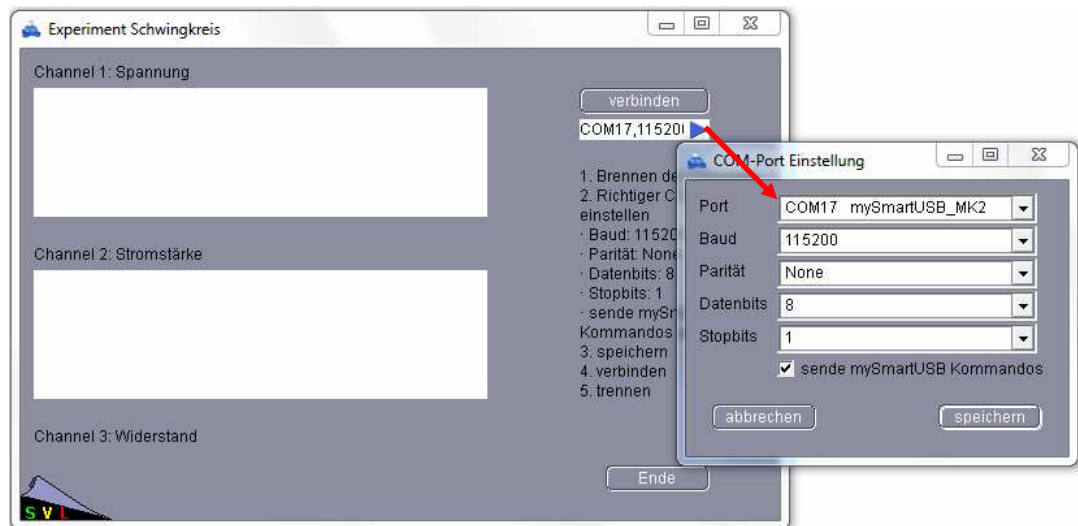 Experiment Schwingkreis
Channel 1: Spannung
verbinden
COM17,11520
1. Brennen de
2. Richtiger C
einstellen
· Baud: 11520
· Parität: None
· Datenbits: 8
· Stopbits: 1
· sende mySr
Kommandos
3. speichern
4. verbinden
5. trennen
Channel 2: Stromstärke
Channel 3: Widerstand
Ende
S V L
COM-Port Einstellung
Port COM17 mySmartUSB_MK2
Baud 115200
Parität None
Datenbits 8
Stopbits 1
sende mySmartUSB Kommandos
abbrechen speichern